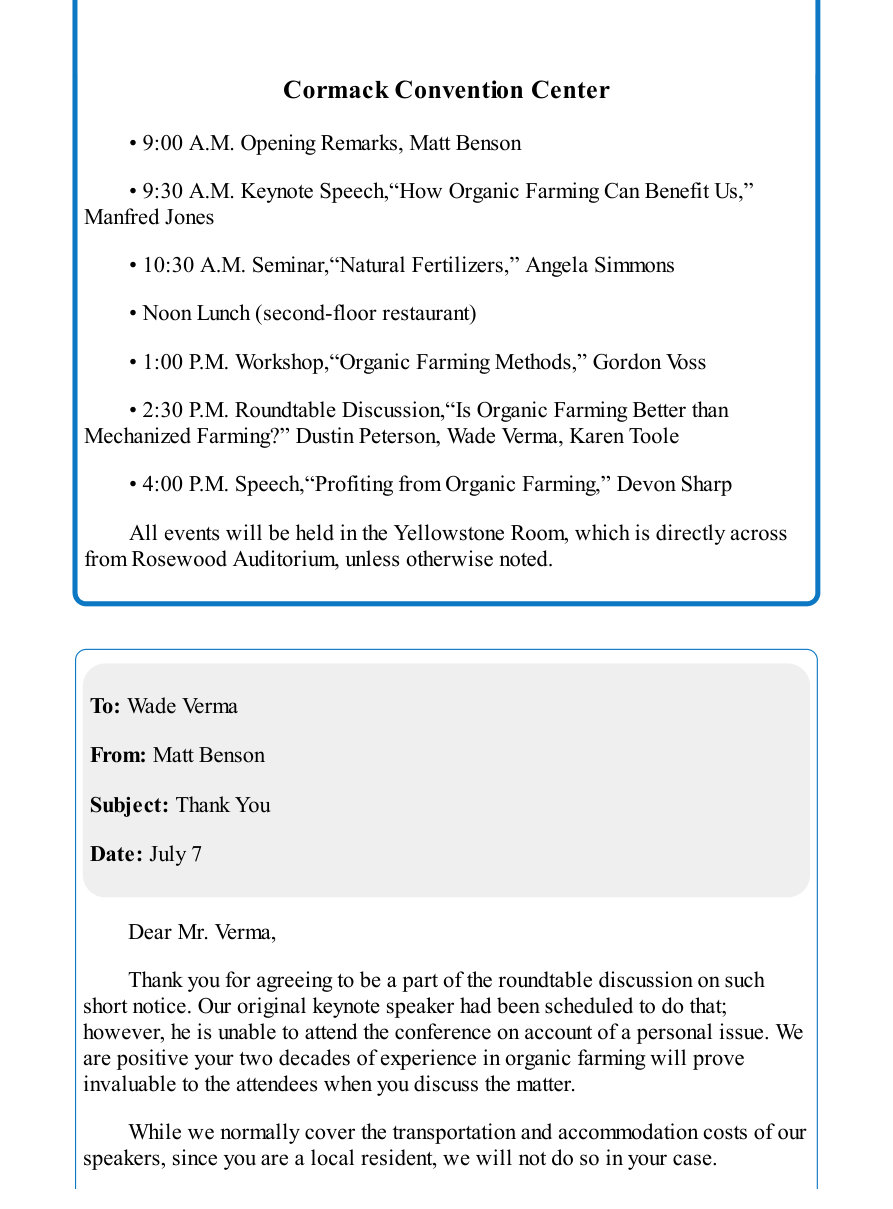 Cormack Convention Center
• 9:00 A.M. Opening Remarks, Matt Benson
• 9:30 A.M. Keynote Speech,“How Organic Farming Can Benefit Us,”
Manfred Jones
• 10:30 A.M. Seminar,“Natural Fertilizers,” Angela Simmons
• Noon Lunch (second-floor restaurant)
• 1:00 P.M. Workshop,“Organic Farming Methods,” Gordon Voss
• 2:30 P.M. Roundtable Discussion,“Is Organic Farming Better than
Mechanized Farming?” Dustin Peterson, Wade Verma, Karen Toole
• 4:00 P.M. Speech,“Profiting from Organic Farming,” Devon Sharp
All events will be held in the Yellowstone Room, which is directly across
from Rosewood Auditorium, unless otherwise noted.
To: Wade Verma
From: Matt Benson
Subject: Thank You
Date: July 7
Dear Mr. Verma,
Thank you for agreeing to be a part of the roundtable discussion on such
short notice. Our original keynote speaker had been scheduled to do that;
however, he is unable to attend the conference on account of a personal issue. We
are positive your two decades of experience in organic farming will prove
invaluable to the attendees when you discuss the matter.
While we normally cover the transportation and accommodation costs of our
speakers, since you are a local resident, we will not do so in your case.